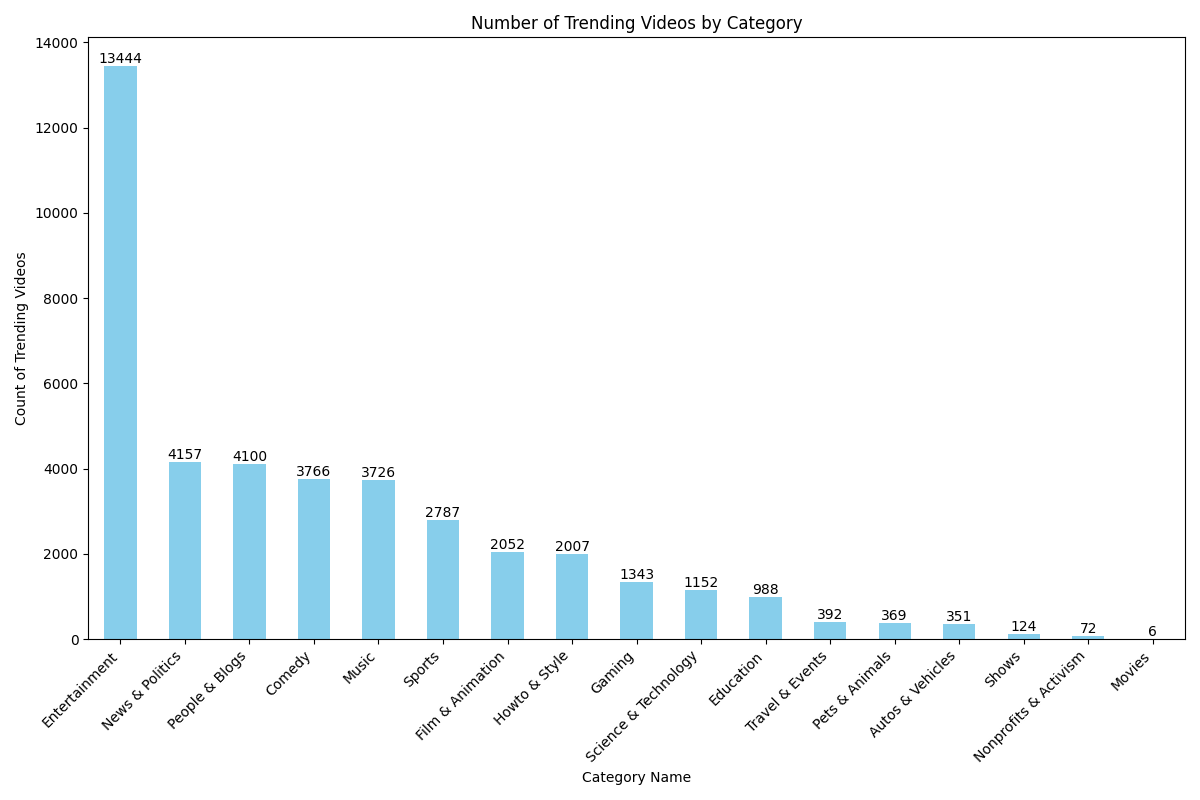 Number of Trending Videos by Category
Count of Trending Videos
14000
12000
10000
8000
6000
4000
2000
0
13444
4157
4100
3766
3726
2787
2052
2007
1343
1152
988
392
369
351
124
72
6
Entertainment
News & Politics
People & Blogs
Comedy
Music
Sports
Film & Animation
Howto & Style
Gaming
Science & Technology
Education
Travel & Events
Pets & Animals
Autos & Vehicles
Shows
Nonprofits & Activism
Movies
Category Name